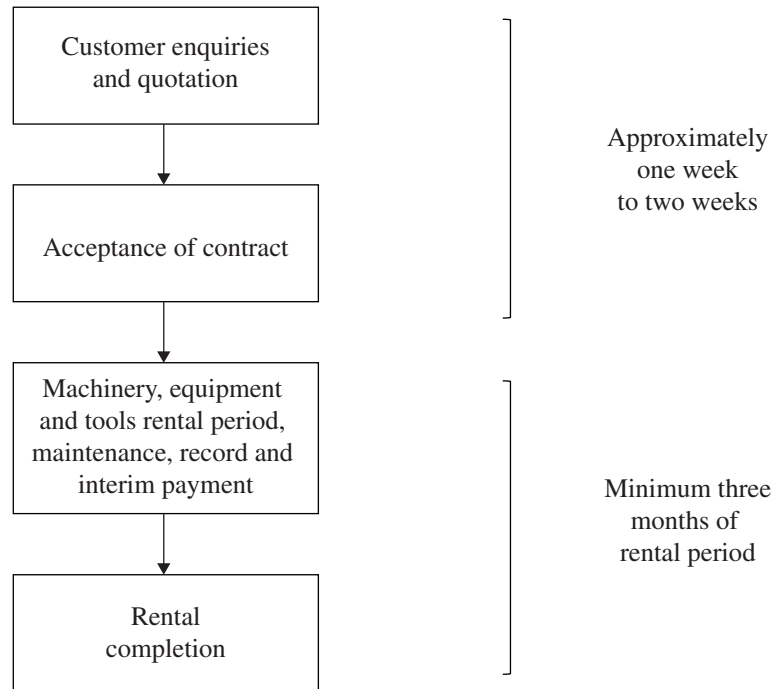 Customer enquiries
and quotation
Approximately
one week
to two weeks
Acceptance of contract
Machinery, equipment
and tools rental period,
maintenance, record and
interim payment
Minimum three
months of
rental period
Rental
completion